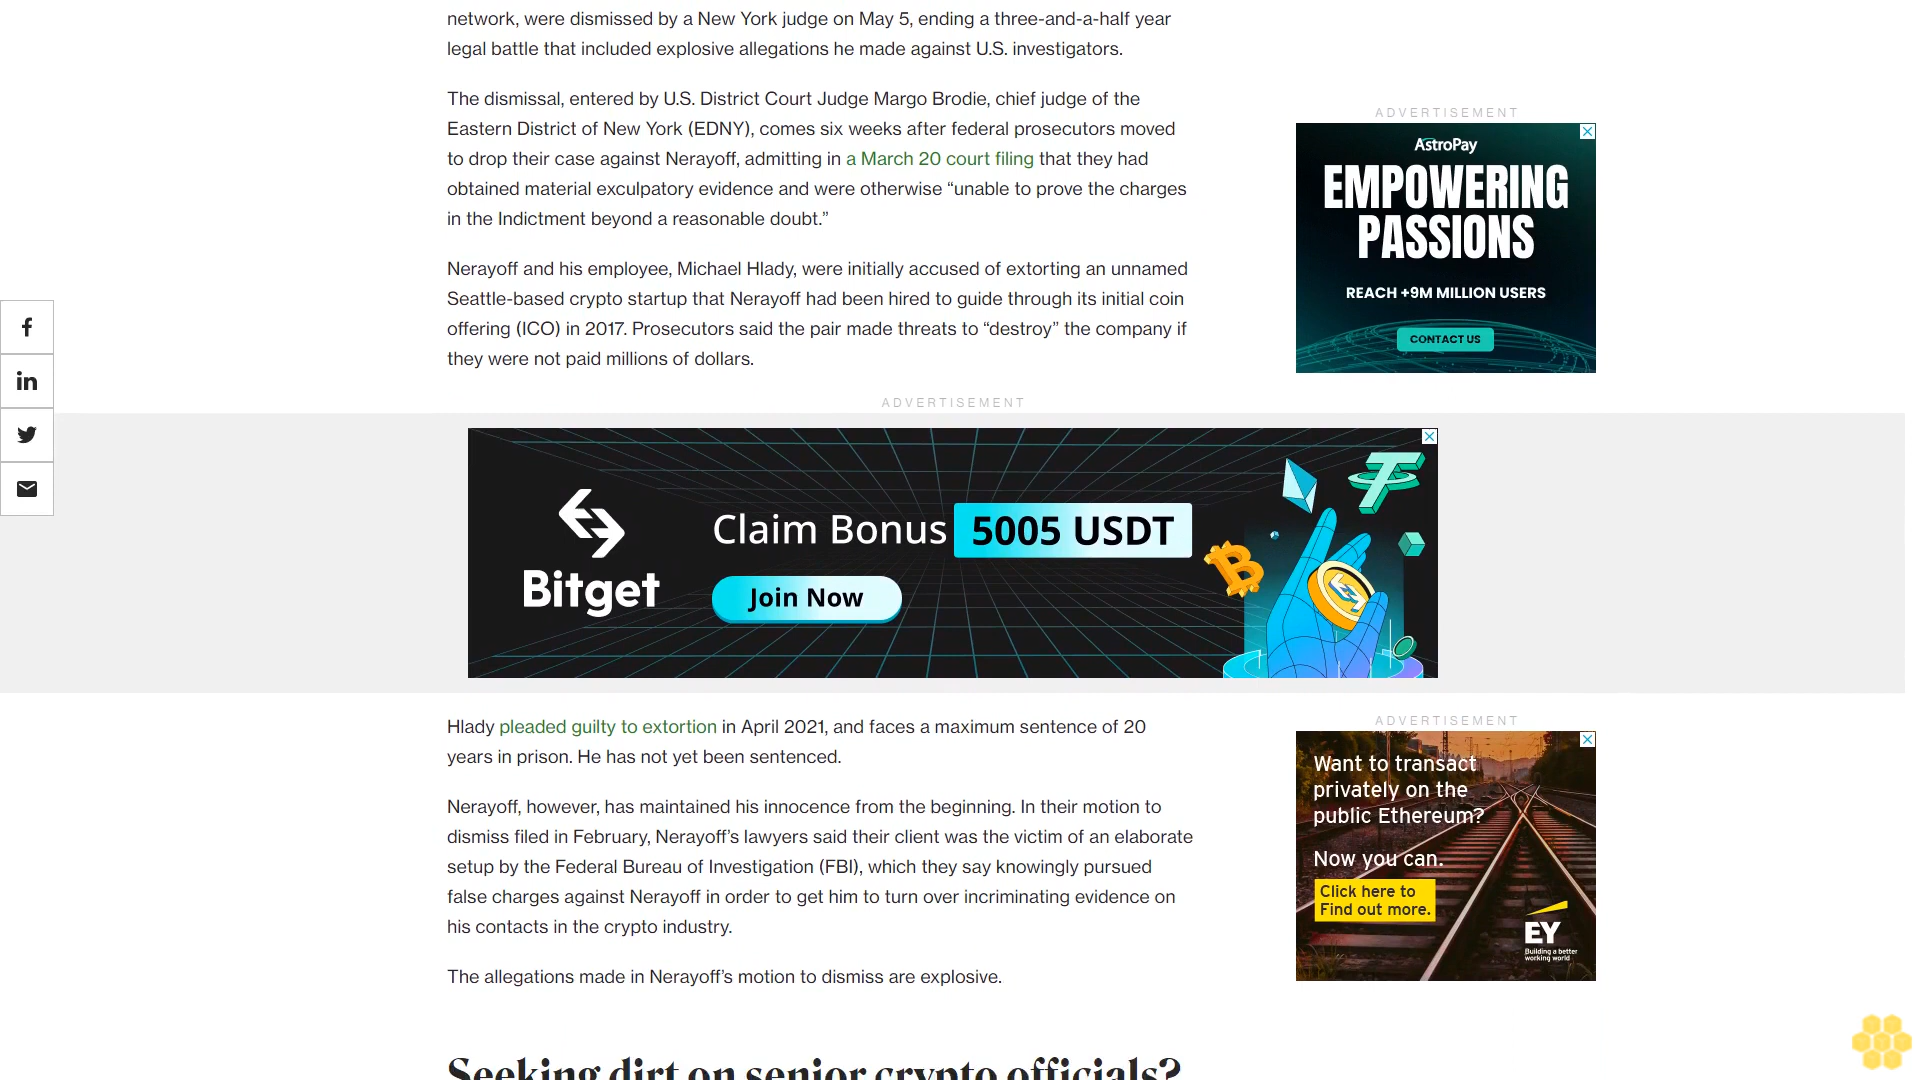 network, were dismissed by a New York judge on May 5, ending a three-and-a-half year
legal battle that included explosive allegations he made against U.S. investigators.
The dismissal, entered by U.S. District Court Judge Margo Brodie, chief judge of the
Eastern District of New York (EDNY), comes six weeks after federal prosecutors moved
to drop their case against Nerayoff, admitting in a March 20 court filing that they had
obtained material exculpatory evidence and were otherwise “unable to prove the charges
in the Indictment beyond a reasonable doubt.”
Nerayoff and his employee, Michael Hlady, were initially accused of extorting an unnamed
Seattle-based crypto startup that Nerayoff had been hired to guide through its initial coin
offering (ICO) in 2017. Prosecutors said the pair made threats to “destroy” the company if
they were not paid millions of dollars.
ADVERTISEMENT
AstroPay
EMPOWERING
PASSIONS
REACH +9M MILLION USERS
CONTACT US
ADVERTISEMENT
Bitget
Claim Bonus 5005 USDT
Join Now
Hlady pleaded guilty to extortion in April 2021, and faces a maximum sentence of 20
years in prison. He has not yet been sentenced.
Nerayoff, however, has maintained his innocence from the beginning. In their motion to
dismiss filed in February, Nerayoff’s lawyers said their client was the victim of an elaborate
setup by the Federal Bureau of Investigation (FBI), which they say knowingly pursued
false charges against Nerayoff in order to get him to turn over incriminating evidence on
his contacts in the crypto industry.
The allegations made in Nerayoff’s motion to dismiss are explosive.
ADVERTISEMENT
Want to transact
privately on the
public Ethereum?
Now you can.
Click here to
Find out more.
EY
Building a better
working world
Seeking dirt on senior crypto officials?